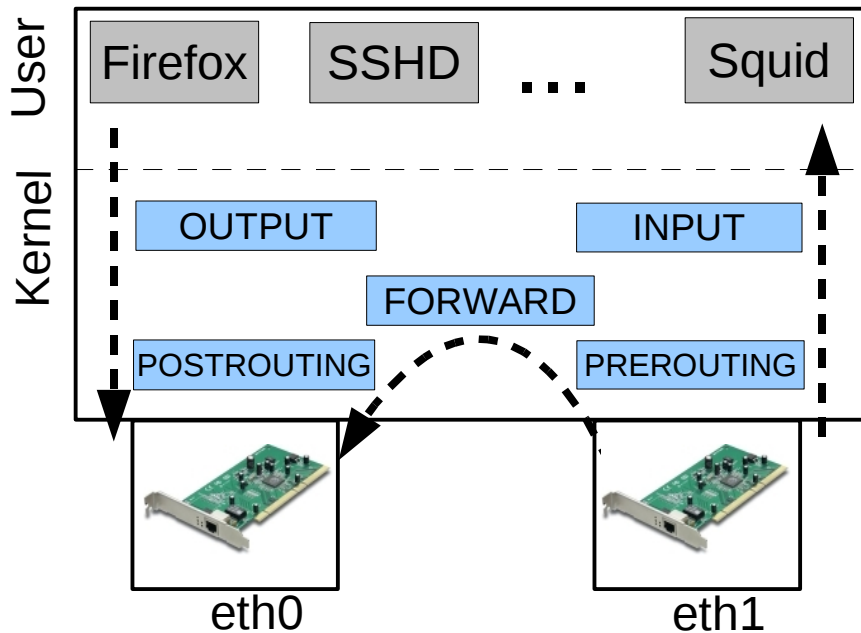 User
Firefox
SSHD
...
Squid
Kernel
OUTPUT
INPUT
FORWARD
POSTROUTING
PREROUTING
eth0
eth1